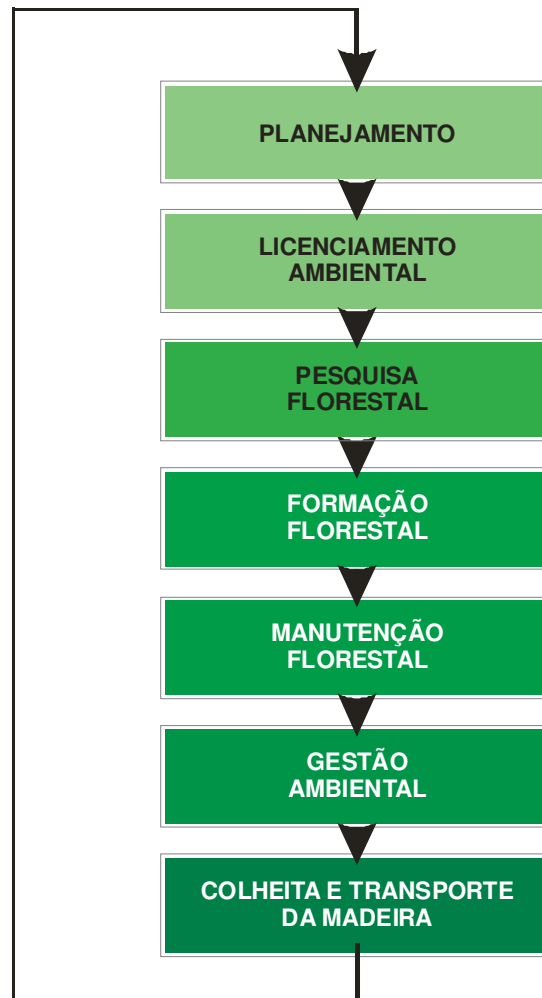 PLANEJAMENTO
LICENCIAMENTO
AMBIENTAL
PESQUISA
FLORESTAL
FORMAÇÃO
FLORESTAL
MANUTENÇÃO
FLORESTAL
GESTÃO
AMBIENTAL
COLHEITA E TRANSPORTE
DA MADEIRA